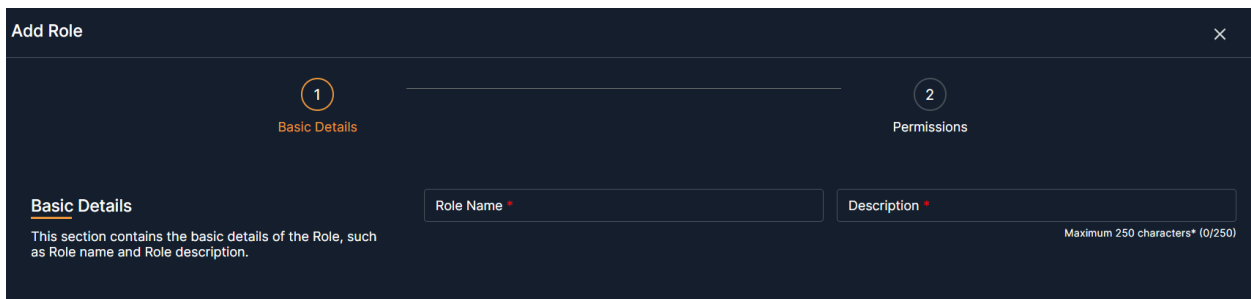 Add Role
1
2
Basic Details
Permissions
Basic Details
Role Name *
Description *
This section contains the basic details of the Role, such
as Role name and Role description.
Maximum 250 characters* (0/250)